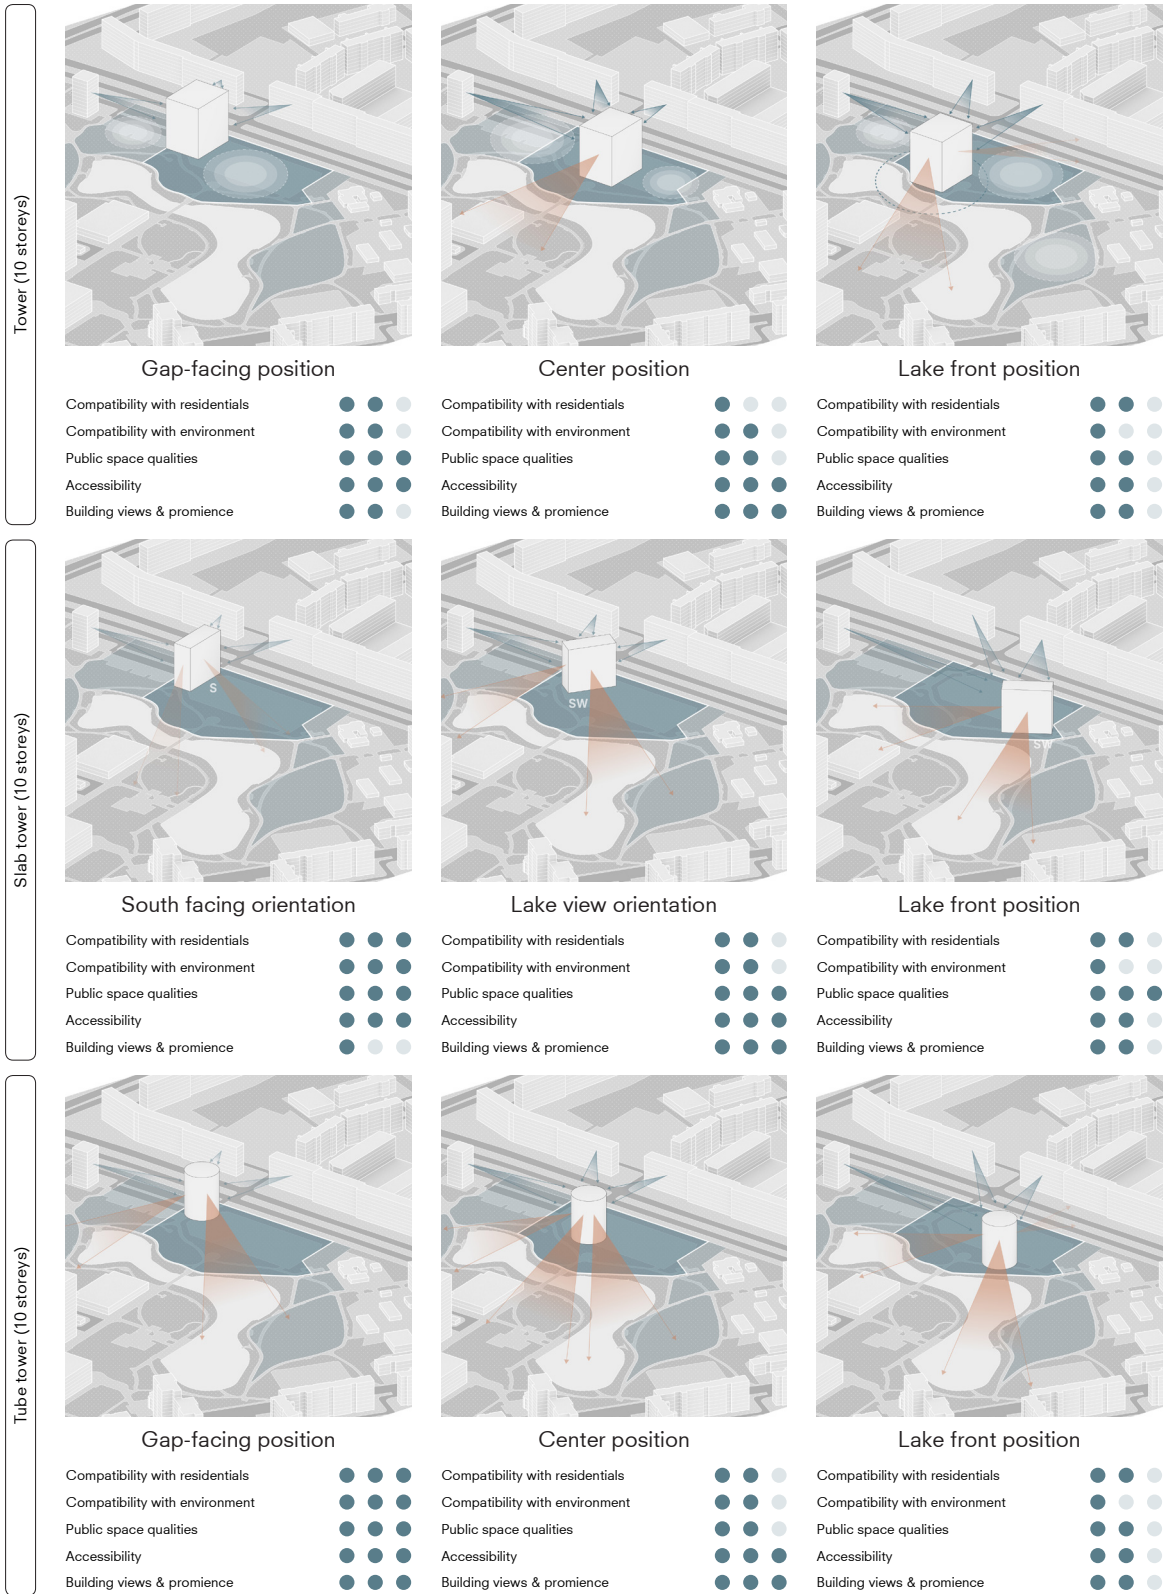 Tower (10 storeys)
Gap-facing position
Compatibility with residentials
Compatibility with environment
Public space qualities
Accessibility
Building views & promience
Center position
Compatibility with residentials
Compatibility with environment
Public space qualities
Accessibility
Building views & promience
Lake front position
Compatibility with residentials
Compatibility with environment
Public space qualities
Accessibility
Building views & promience
Slab tower (10 storeys)
S
South facing orientation
Compatibility with residentials
Compatibility with environment
Public space qualities
Accessibility
Building views & promience
SW
Lake view orientation
Compatibility with residentials
Compatibility with environment
Public space qualities
Accessibility
Building views & promience
SW
Lake front position
Compatibility with residentials
Compatibility with environment
Public space qualities
Accessibility
Building views & promience
Tube tower (10 storeys)
Gap-facing position
Compatibility with residentials
Compatibility with environment
Public space qualities
Accessibility
Building views & promience
Center position
Compatibility with residentials
Compatibility with environment
Public space qualities
Accessibility
Building views & promience
Lake front position
Compatibility with residentials
Compatibility with environment
Public space qualities
Accessibility
Building views & promience